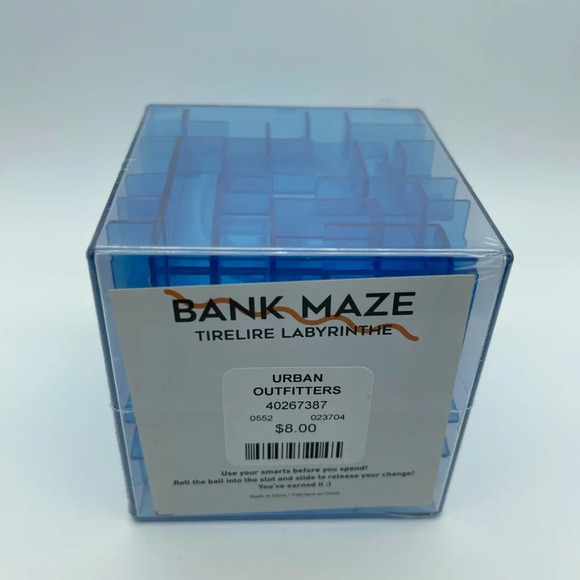 BANK MAZE
TIRELIRE LABYRINTHE
URBAN
OUTFITTERS
40267387
0552 023704
$8.00
Use your smarts before you spend!
Roll the ball into the slot and slide to release your change!
You've earned it ;)
Made in China / Fabriqué en Chine